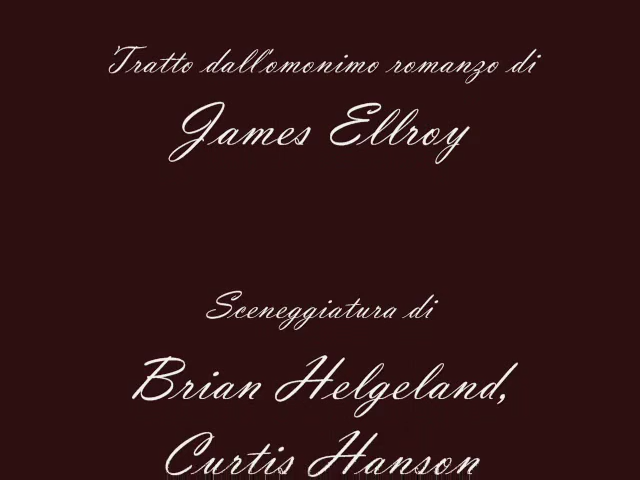 Tratto dall'omonimo romanzo di
James Ellroy
Sceneggiatura di
Brian Helgeland,
Curtis Hanson